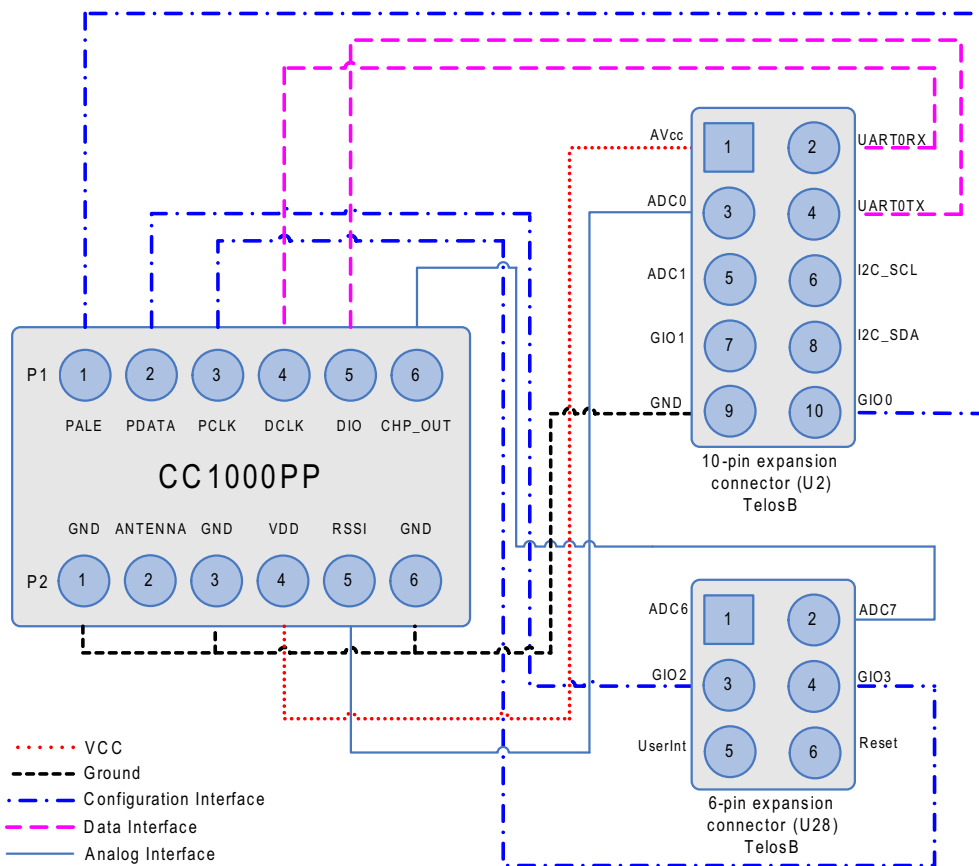 AVcc 1 2 UART0RX
ADC0 3 4 UART0TX
ADC1 5 6 I2C_SCL
GIO1 7 8 I2C_SDA
GND 9 10 GIO0
10-pin expansion
connector (U2)
TelosB
P1 1 2 3 4 5 6
PALE PDATA PCLK DCLK DIO CHP_OUT
CC1000PP
GND ANTENNA GND VDD RSSI GND
P2 1 2 3 4 5 6
ADC6 1 2 ADC7
GIO2 3 4 GIO3
UserInt 5 6 Reset
6-pin expansion
connector (U28)
TelosB
VCC
Ground
Configuration Interface
Data Interface
Analog Interface